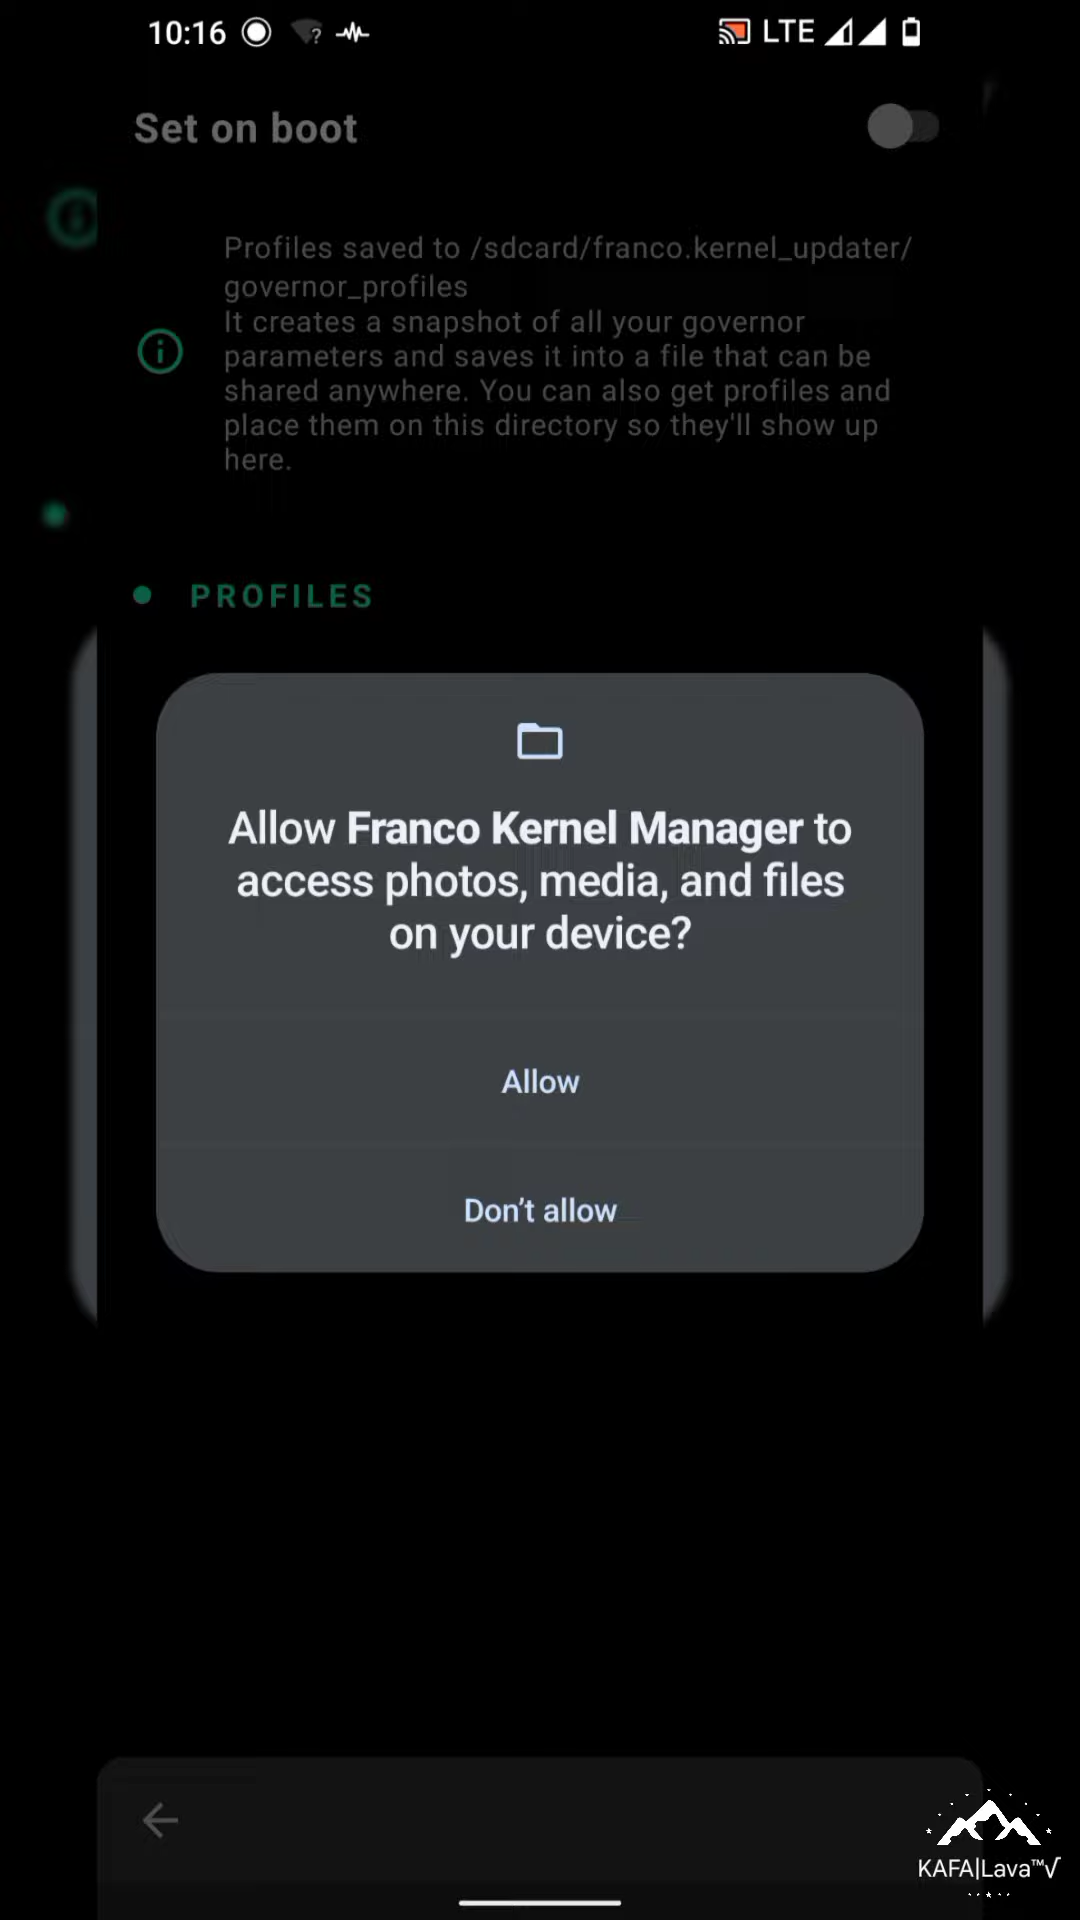 10:16
LTE
Set on boot
Profiles saved to /sdcard/franco.kernel_updater/
governor_profiles
It creates a snapshot of all your governor
parameters and saves it into a file that can be
shared anywhere. You can also get profiles and
place them on this directory so they'll show up
here.
PROFILES
Allow Franco Kernel Manager to
access photos, media, and files
on your device?
Allow
Don't allow
KAFA|Lava™√